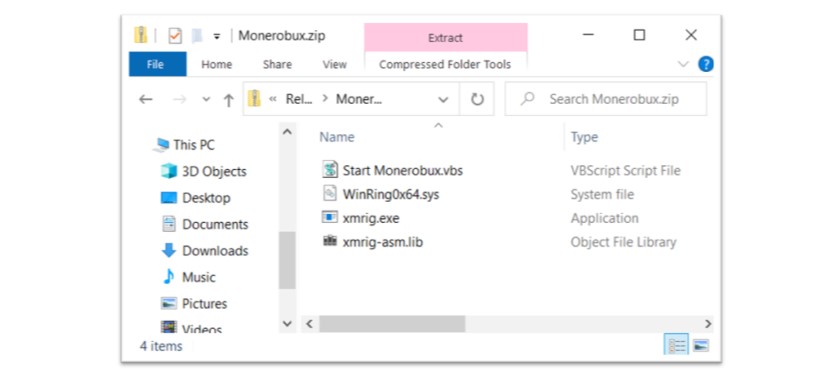 Monerobux.zip
Extract
File
Home
Share
View
Compressed Folder Tools
« Rel... > Moner...
Search Monerobux.zip
This PC
3D Objects
Desktop
Documents
Downloads
Music
Pictures
Videos
Name Type
Start Monerobux.vbs VBScript Script File
WinRing0x64.sys System file
xmrig.exe Application
xmrig-asm.lib Object File Library
4 items